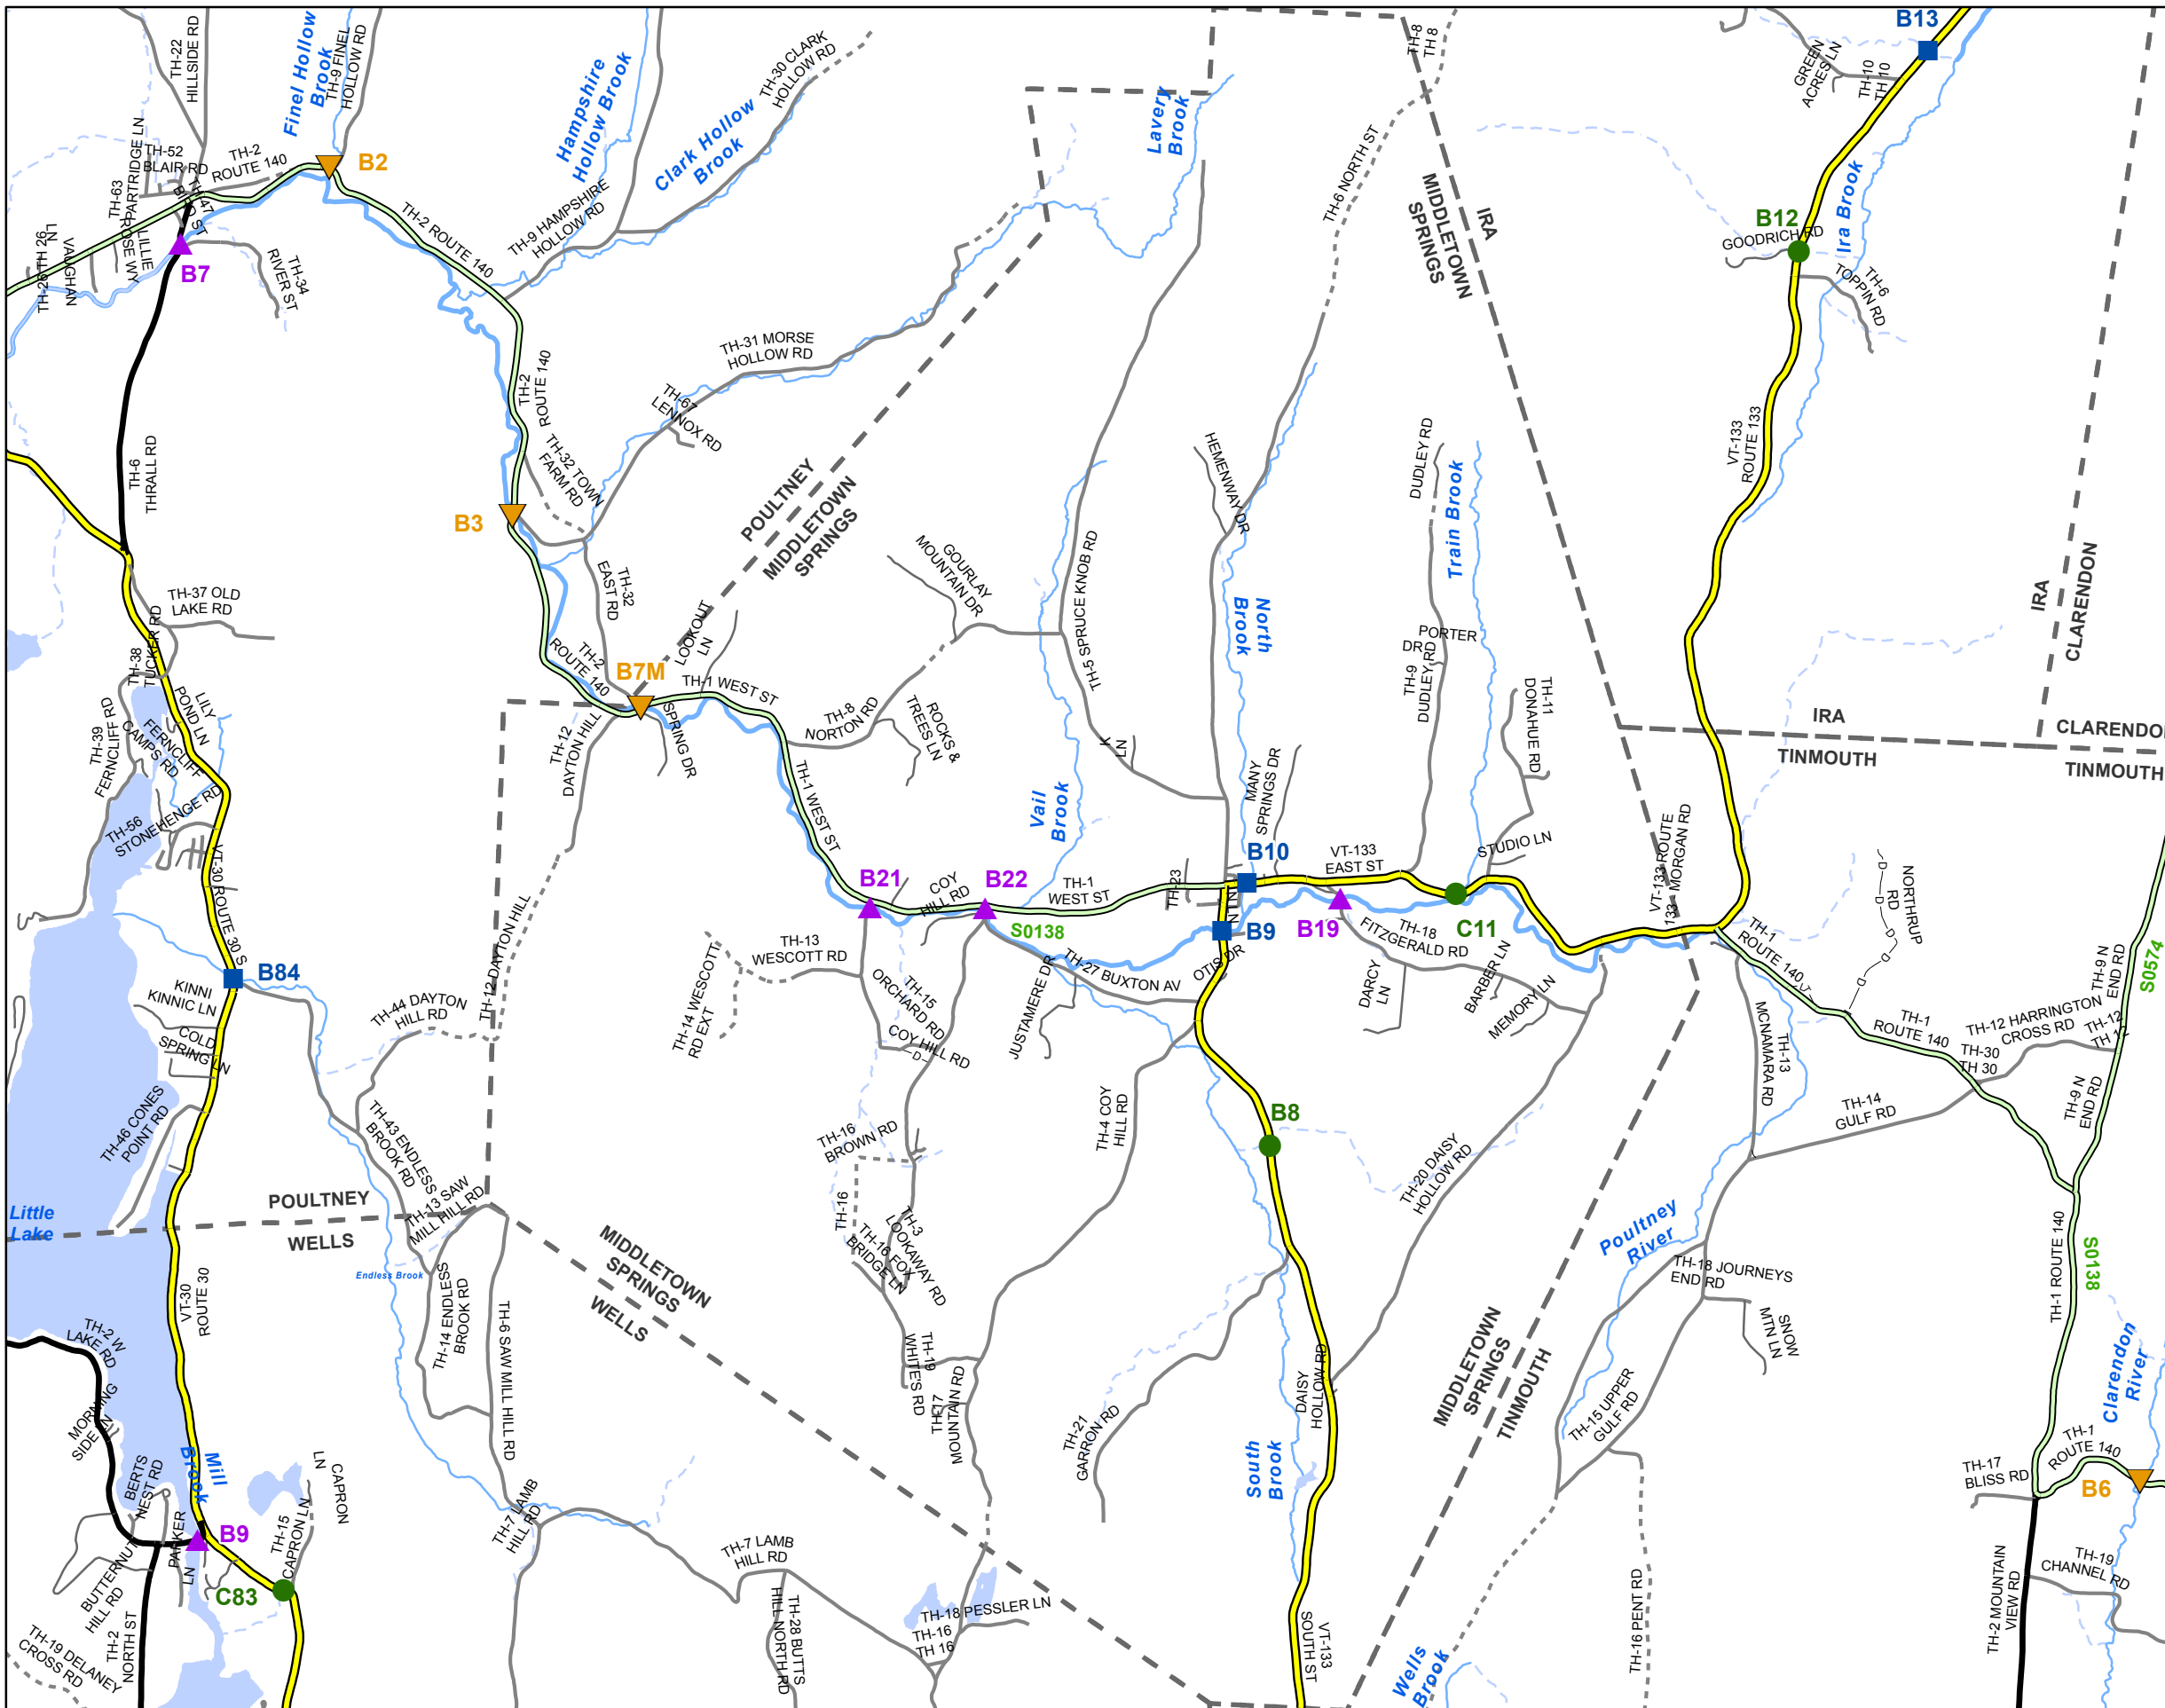 TH-22
HILLSIDE RD
Finel Hollow
Brook
TH-9 FINEL
HOLLOW RD
Hampshire
Hollow Brook
TH-30 CLARK
HOLLOW RD
Clark Hollow
Brook
Lavery
Brook
TH-8
TH 8
GREEN
ACRES LN
TH-10
TH 10
B13
TH-63
PARTRIDGE LN
TH-52
BLAIR RD
TH-2
ROUTE 140
B2
TH-47
BIRD ST
LILLIE
ROSE WY
VAUGHAN
LN
TH-26 TH 26
B7
TH-34
RIVER ST
TH-2 ROUTE 140
TH-9 HAMPSHIRE
HOLLOW RD
TH-6 NORTH ST
IRA
MIDDLETOWN
SPRINGS
B12
GOODRICH RD
Ira Brook
TH-6
TOPPIN RD
TH-31 MORSE
HOLLOW RD
TH-67
LENNOX RD
TH-2
ROUTE 140
TH-32 TOWN
FARM RD
TH-6
THRALL RD
B3
POULTNEY
MIDDLETOWN
SPRINGS
HEMENWAY DR
DUDLEY RD
Train Brook
VT-133
ROUTE 133
TH-37 OLD
LAKE RD
TH-38
TUCKER RD
TH-32
EAST RD
LOOKOUT
LN
GOURLAY
MOUNTAIN DR
TH-5 SPRUCE KNOB RD
North
Brook
PORTER
DR
TH-9
DUDLEY RD
IRA
CLARENDON
TH-39
FERNCLIFF RD
LILY
POND LN
FERNCLIFF
CAMPS RD
TH-2
ROUTE 140
B7M
TH-1 WEST ST
TH-12
DAYTON HILL
SPRING DR
TH-8
NORTON RD
ROCKS &
TREES LN
K
LN
MANY
SPRINGS DR
TH-11
DONAHUE RD
IRA
TINMOUTH
TINMOUTH
TH-56
STONEHENGE RD
TH-1 WEST ST
Vail
Brook
VT-30 ROUTE 30 S
B21
COY
HILL RD
B22
S0138
TH-1
WEST ST
TH-23
B10
VT-133
EAST ST
STUDIO LN
VT-133 ROUTE
133 MORGAN RD
NORTHRUP
RD
B9
B19
C11
B84
KINNI
KINNIC LN
COLD
SPRING LN
TH-44 DAYTON
HILL RD
TH-12 DAYTON HILL
TH-14 WESCOTT
RD EXT
TH-13
WESCOTT RD
TH-15
ORCHARD RD
COY HILL RD
JUSTAMERE DR
TH-27 BUXTON AV
OTIS DR
TH-18
FITZGERALD RD
DARCY
LN
BARBER LN
MEMORY LN
TH-1
ROUTE 140
TH-13
MCNAMARA RD
TH-1
ROUTE 140
TH-12 HARRINGTON
CROSS RD
TH-12
TH 12
TH-30
TH 30
TH-9 N
END RD
S0574
TH-9 N
END RD
TH-14
GULF RD
TH-46 CONES
POINT RD
TH-43 ENDLESS
BROOK RD
TH-16
BROWN RD
TH-4 COY
HILL RD
B8
TH-20 DAISY
HOLLOW RD
Little
Lake
POULTNEY
WELLS
TH-13 SAW
MILL HILL RD
TH-16
TH-3
LOOKAWAY RD
TH-16 FOX
BRIDGE LN
MIDDLETOWN
SPRINGS
WELLS
Endless Brook
Poultney
River
TH-18 JOURNEYS
END RD
SNOW
MTN LN
TH-1 ROUTE 140
S0138
Clarendon
River
VT-30
ROUTE 30
TH-2 W
LAKE RD
TH-14 ENDLESS
BROOK RD
TH-6 SAW MILL HILL RD
TH-19
WHITE'S RD
TH-17
MOUNTAIN RD
DAISY
HOLLOW RD
MIDDLETOWN
SPRINGS
TINMOUTH
MORNING
SIDE LN
TH-21
GARRON RD
South
Brook
TH-15 UPPER
GULF RD
TH-17
BLISS RD
TH-1
ROUTE 140
B6
BERTS
NEST RD
Mill
Brook
CAPRON
LN
TH-15
CAPRON LN
B9
PARKER
LN
C83
BUTTERNUT
HILL RD
TH-7 LAMB
HILL RD
TH-7 LAMB
HILL RD
TH-28 BUTTS
HILL NORTH RD
TH-18 PESSLER LN
TH-16
TH 16
TH-19 DELANEY
CROSS RD
TH-2
NORTH ST
VT-133
SOUTH ST
Wells
Brook
TH-16 PENT RD
TH-2 MOUNTAIN
VIEW RD
TH-19
CHANNEL RD